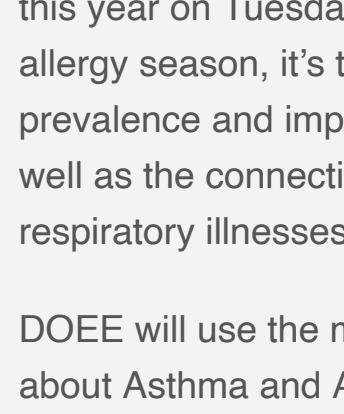 this year on Tuesda
allergy season, it's t
prevalence and imp
well as the connecti
respiratory illnesses
DOEE will use the
about Asthma and A